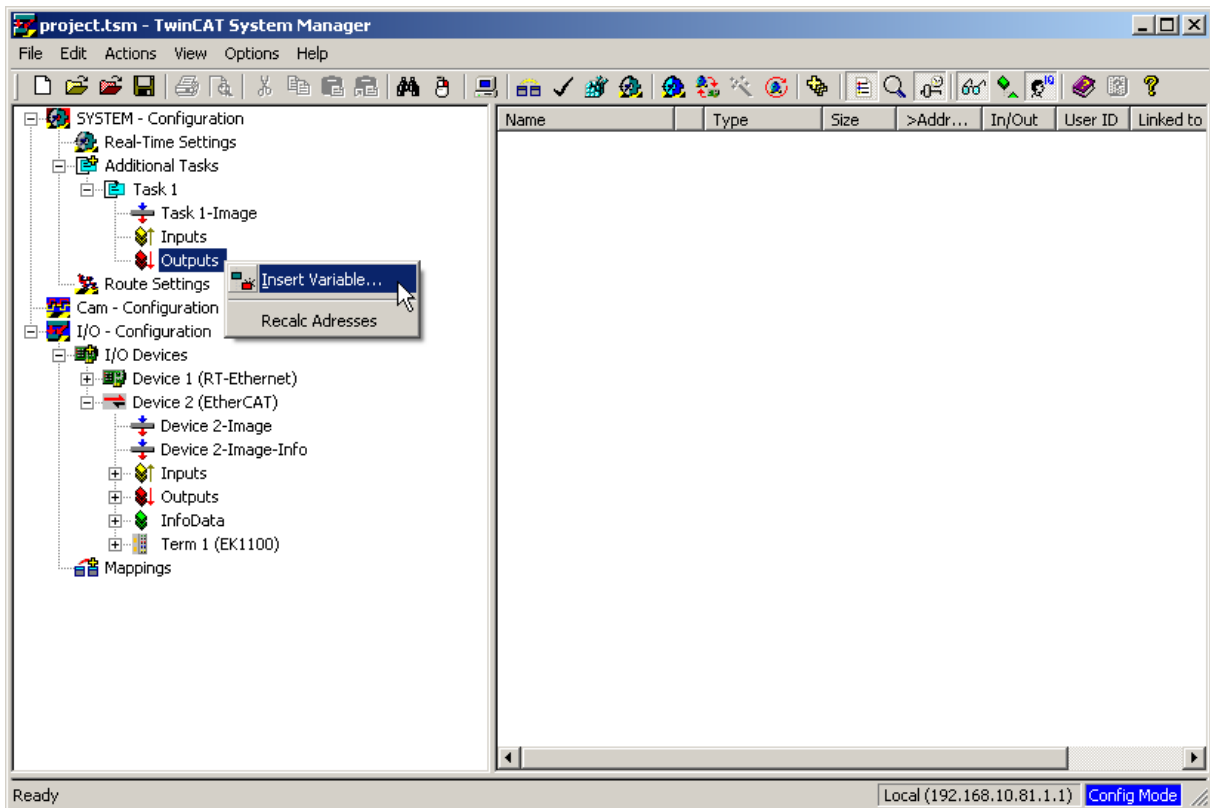 project.tsm - TwinCAT System Manager
File Edit Actions View Options Help
SYSTEM - Configuration
Real-Time Settings
Additional Tasks
Task 1
Task 1-Image
Inputs
Outputs
Insert Variable...
Recalc Adresses
Route Settings
Cam - Configuration
I/O - Configuration
I/O Devices
Device 1 (RT-Ethernet)
Device 2 (EtherCAT)
Device 2-Image
Device 2-Image-Info
Inputs
Outputs
InfoData
Term 1 (EK1100)
Mappings
Name Type Size >Addr... In/Out User ID Linked to
Ready Local (192.168.10.81.1.1) Config Mode